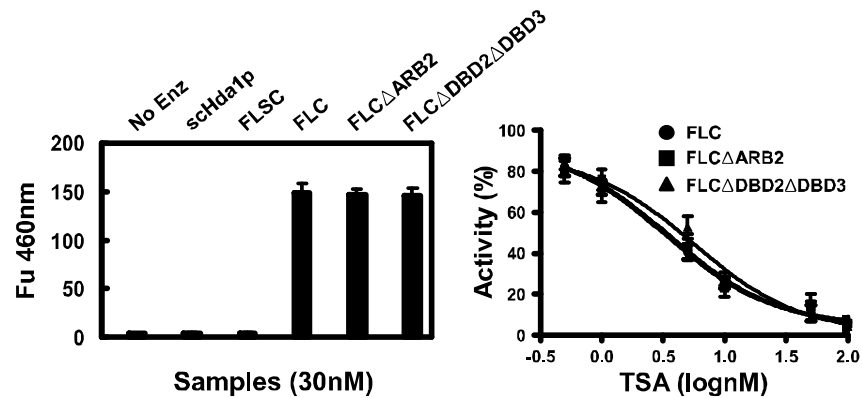 No Enz
scHda1p
FLSC
FLC
FLC△ARB2
FLC△DBD2△DBD3
200
150
100
50
0
Fu 460nm
Samples (30nM)
100
80
60
40
20
0
Activity (%)
FLC
FLC△ARB2
FLC△DBD2△DBD3
-0.5 0.0 0.5 1.0 1.5 2.0
TSA (lognM)